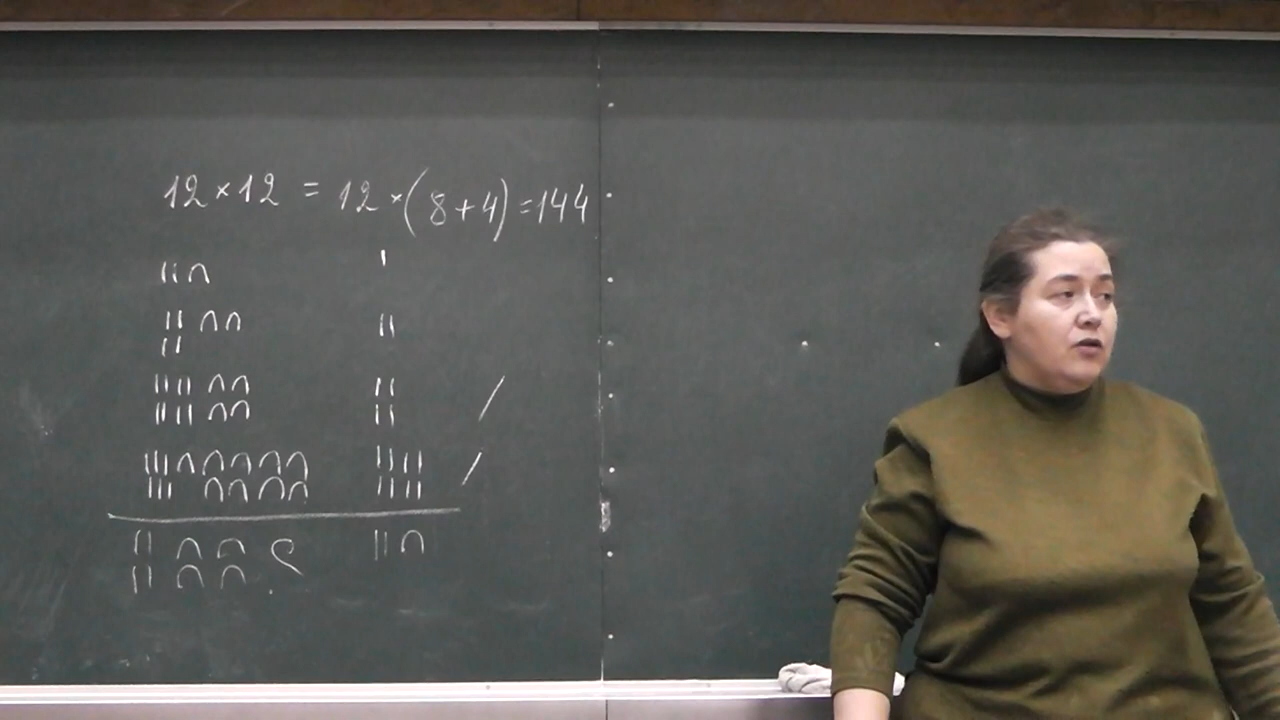 12 × 12 = 12 × (8 + 4) = 144
|| ∩ |
|| ∩∩ ||
||
|||| ∩∩ || /
|||| ∩∩ ||
||| ∩∩∩∩∩ |||| /
||| ∩∩∩∩ ||||
|| ∩∩ 𓍢 || ∩
|| ∩∩